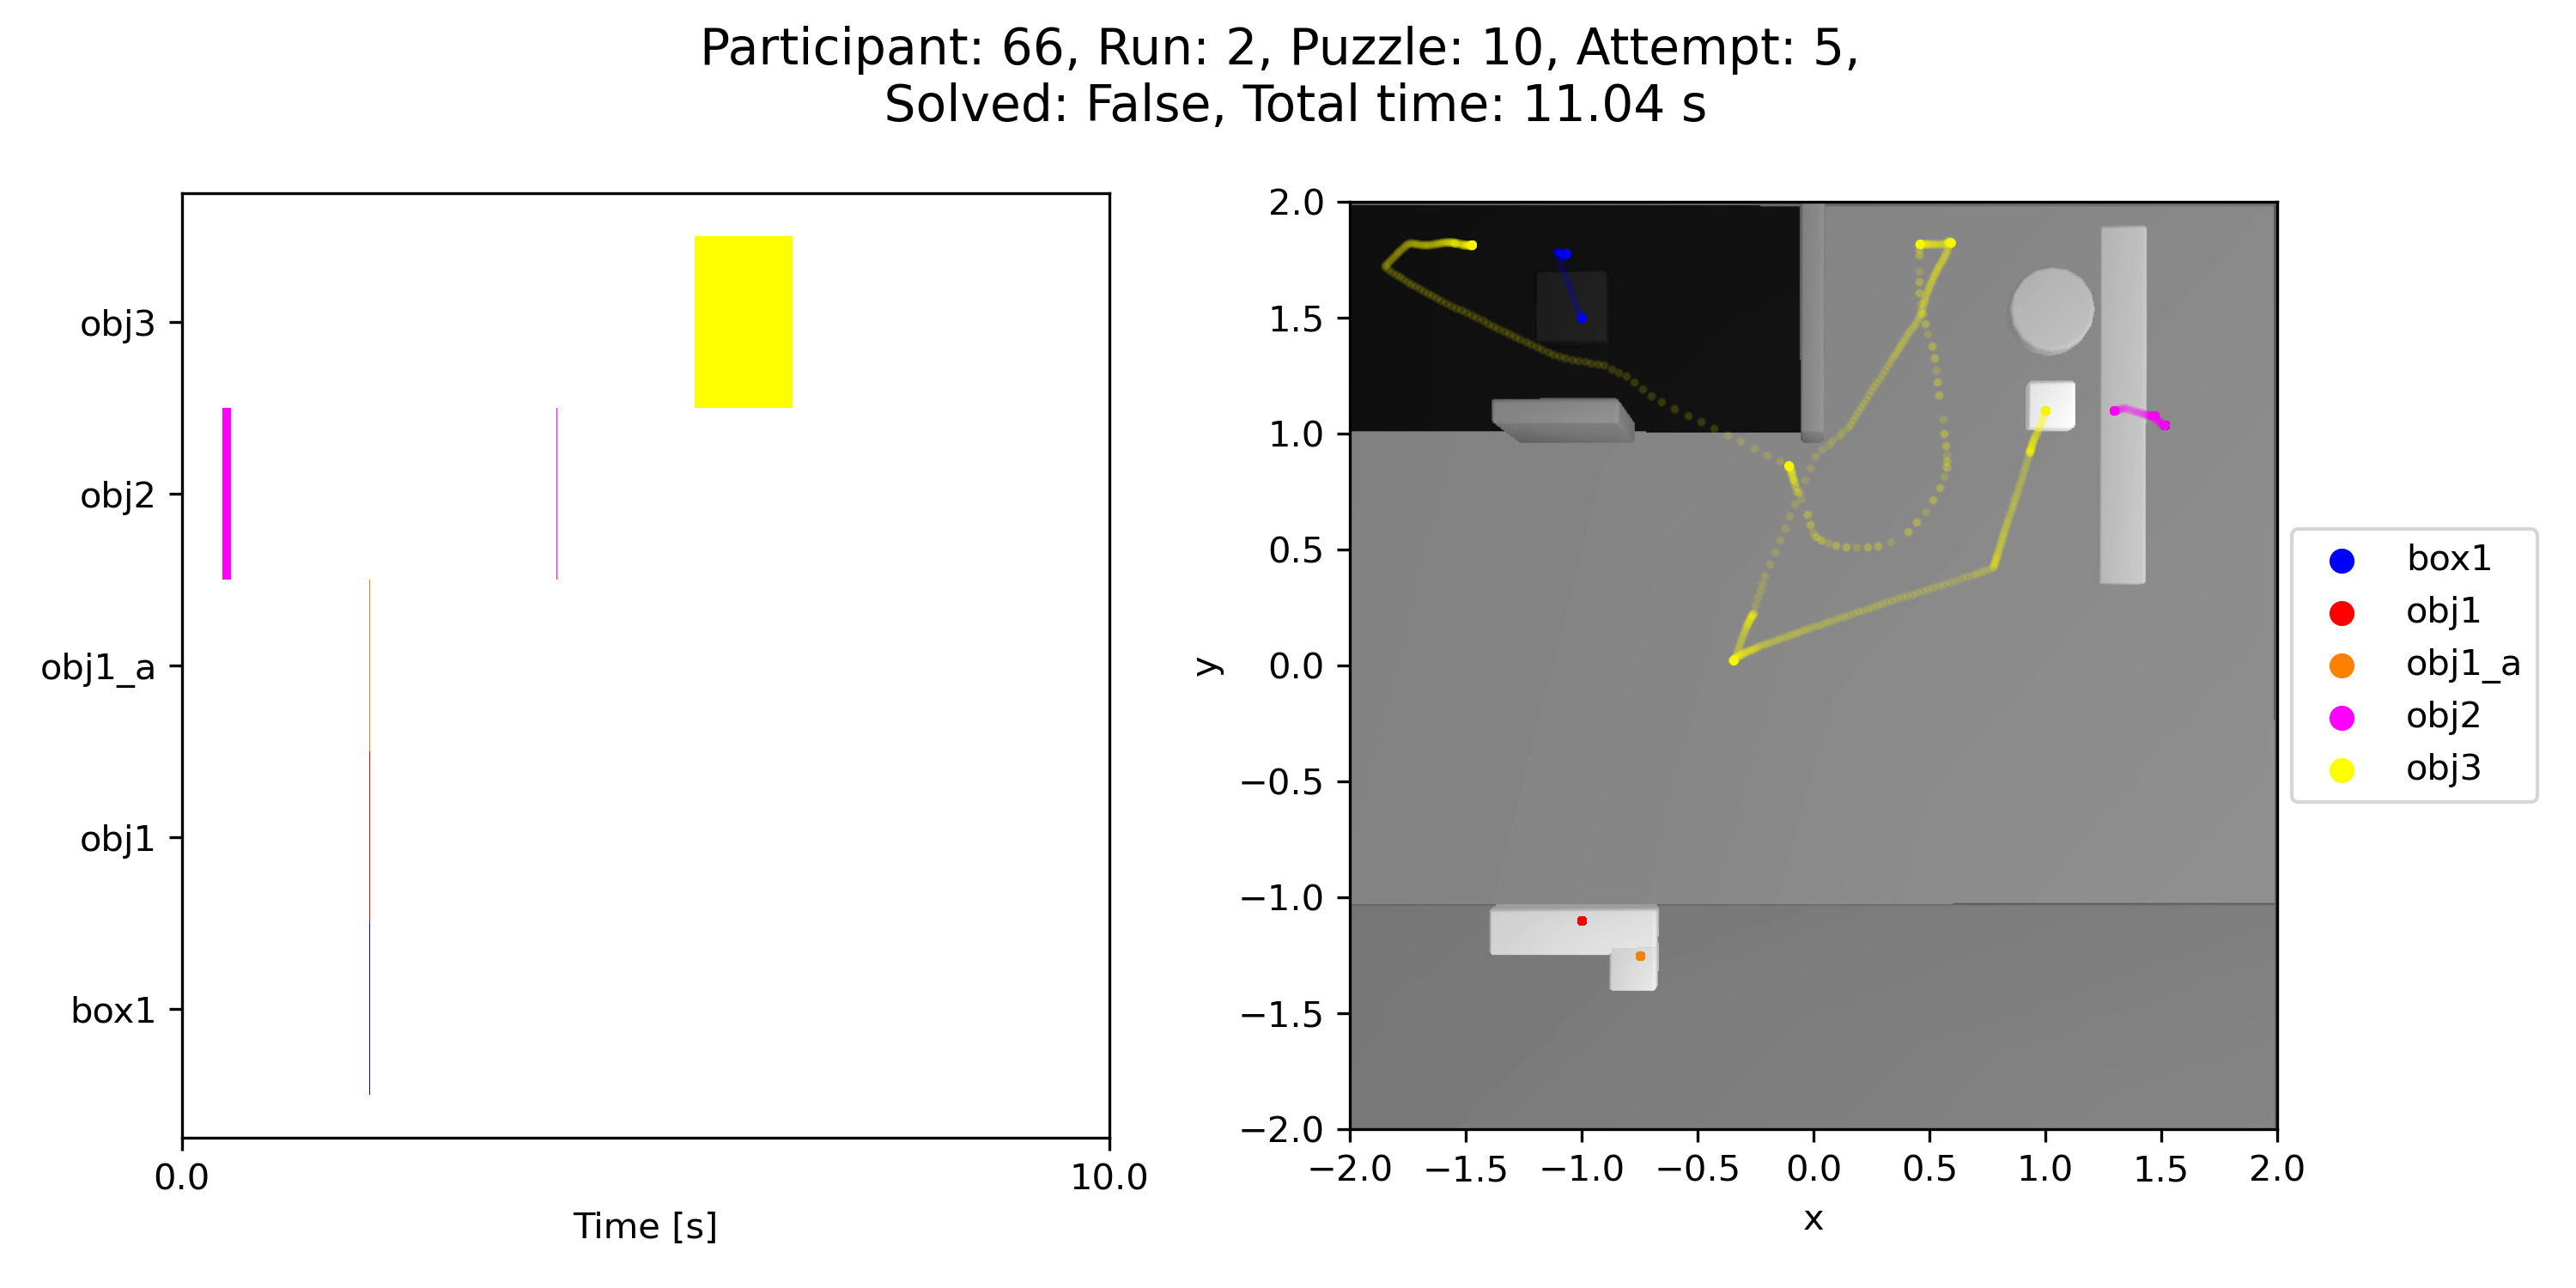 Participant: 66, Run: 2, Puzzle: 10, Attempt: 5,
Solved: False, Total time: 11.04 s
obj3
obj2
obj1_a
obj1
box1
0.0
10.0
Time [s]
2.0
1.5
1.0
0.5
0.0
−0.5
−1.0
−1.5
−2.0
y
−2.0
−1.5
−1.0
−0.5
0.0
0.5
1.0
1.5
2.0
x
box1
obj1
obj1_a
obj2
obj3